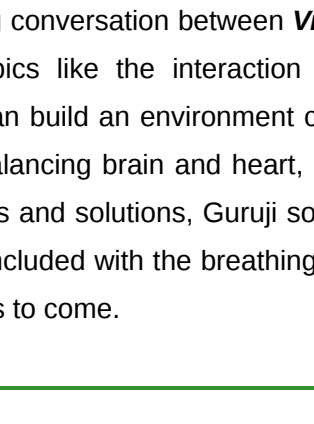 g conversation between Vi
pics like the interaction
an build an environment o
alancing brain and heart,
s and solutions, Guruji so
ncluded with the breathing
s to come.